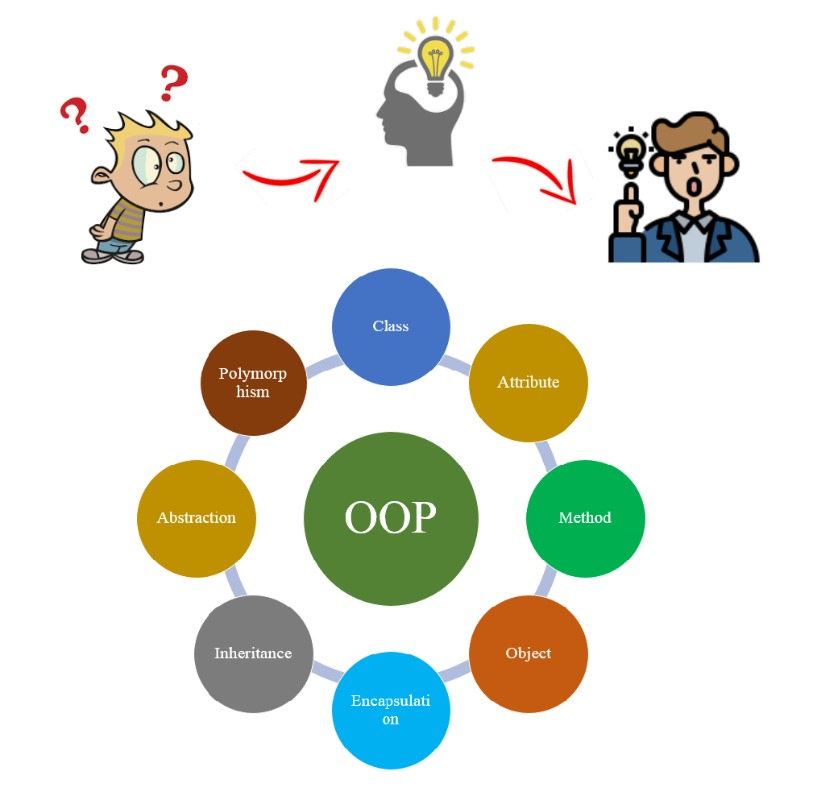 ? ?
Class
Polymorp
hism
Attribute
Abstraction
OOP
Method
Inheritance
Object
Encapsulati
on